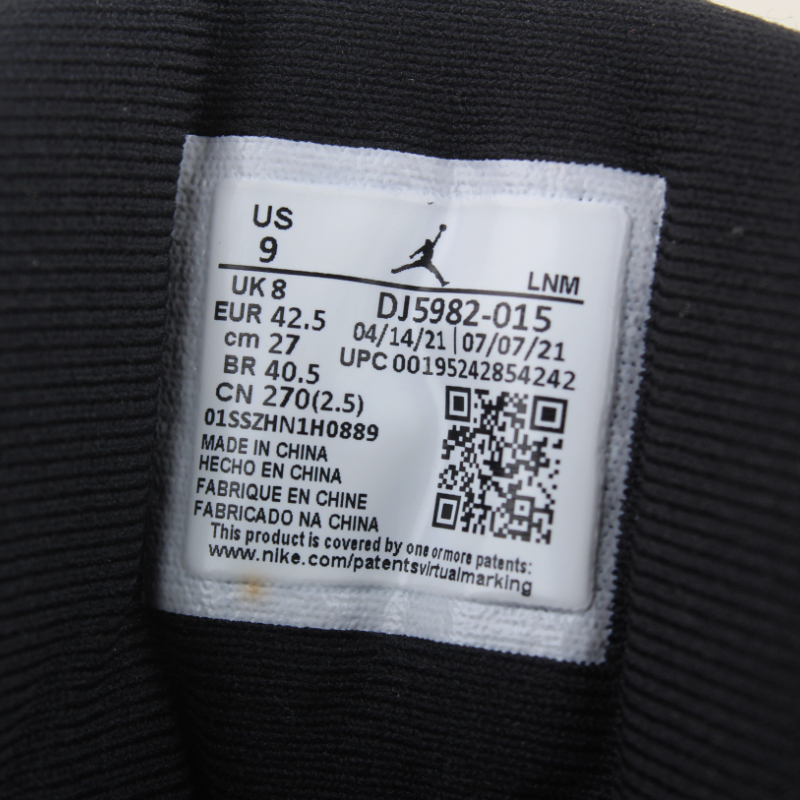 US
9
LNM
UK 8
DJ5982-015
EUR 42.5
04/14/21|07/07/21
cm 27
UPC 00195242854242
BR 40.5
CN 270(2.5)
01SSZHN1H0889
MADE IN CHINA
HECHO EN CHINA
FABRIQUE EN CHINE
FABRICADO NA CHINA
This product is covered by one or more patents:
www.nike.com/patentsvirtualmarking